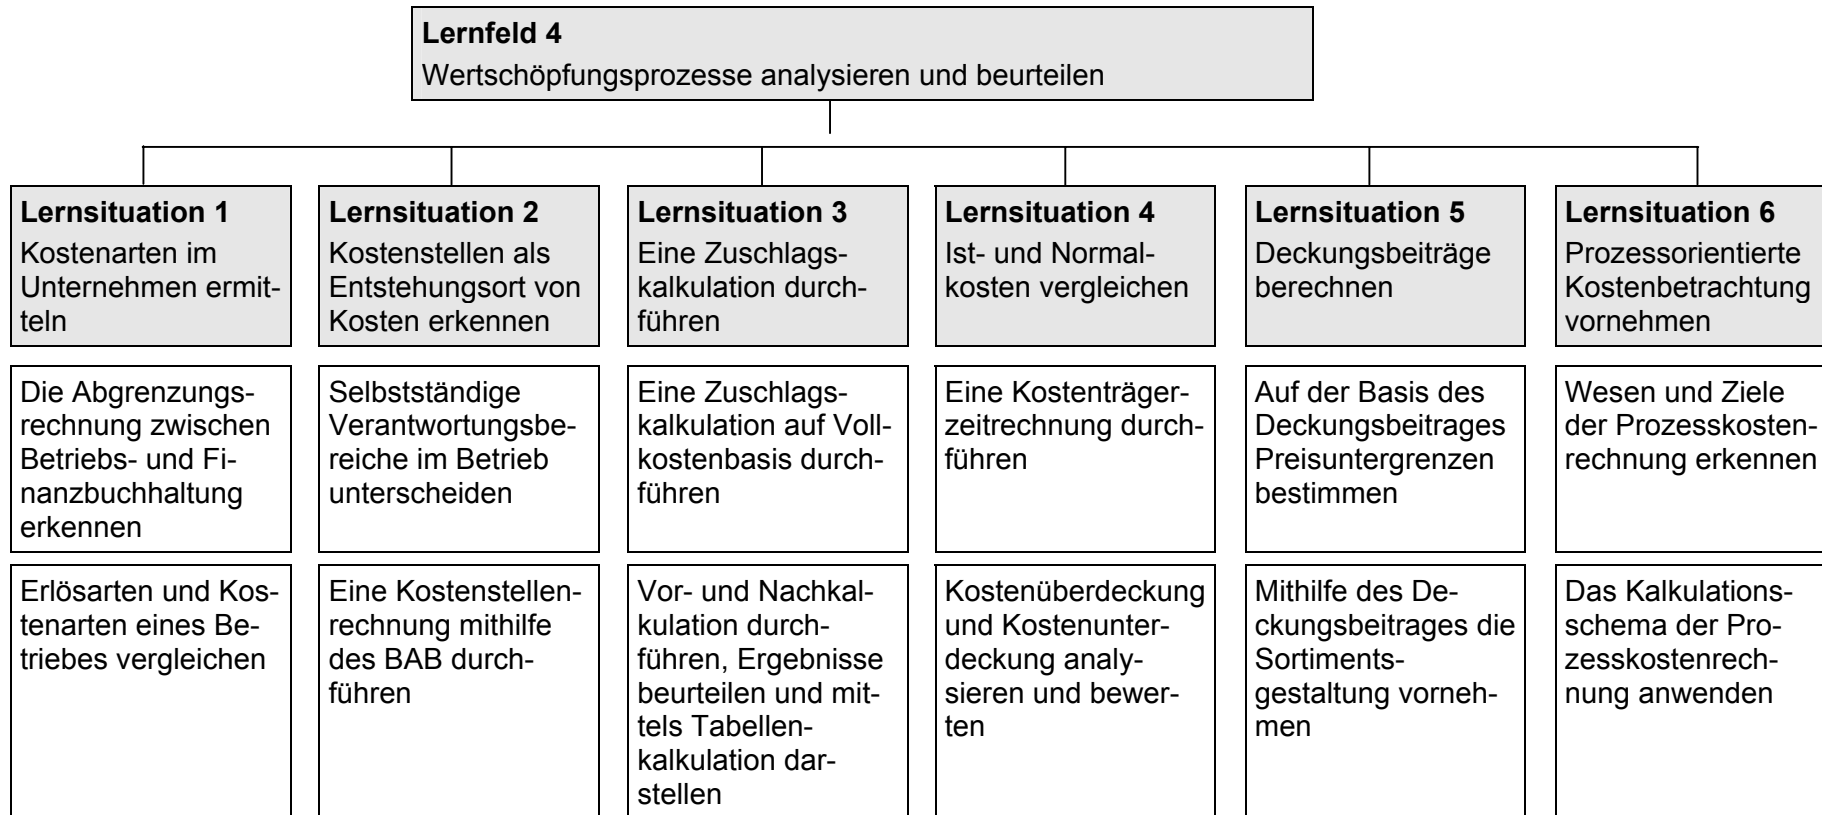 Lernfeld 4
Wertschöpfungsprozesse analysieren und beurteilen
Lernsituation 1
Kostenarten im
Unternehmen ermit-
teln
Lernsituation 2
Kostenstellen als
Entstehungsort von
Kosten erkennen
Lernsituation 3
Eine Zuschlags-
kalkulation durch-
führen
Lernsituation 4
Ist- und Normal-
kosten vergleichen
Lernsituation 5
Deckungsbeiträge
berechnen
Lernsituation 6
Prozessorientierte
Kostenbetrachtung
vornehmen
Die Abgrenzungs-
rechnung zwischen
Betriebs- und Fi-
nanzbuchhaltung
erkennen
Selbstständige
Verantwortungsbe-
reiche im Betrieb
unterscheiden
Eine Zuschlags-
kalkulation auf Voll-
kostenbasis durch-
führen
Eine Kostenträger-
zeitrechnung durch-
führen
Auf der Basis des
Deckungsbeitrages
Preisuntergrenzen
bestimmen
Wesen und Ziele
der Prozesskosten-
rechnung erkennen
Erlösarten und Kos-
tenarten eines Be-
triebes vergleichen
Eine Kostenstellen-
rechnung mithilfe
des BAB durch-
führen
Vor- und Nachkal-
kulation durch-
führen, Ergebnisse
beurteilen und mit-
tels Tabellen-
kalkulation dar-
stellen
Kostenüberdeckung
und Kostenunter-
deckung analy-
sieren und bewer-
ten
Mithilfe des De-
ckungsbeitrages die
Sortiments-
gestaltung vorneh-
men
Das Kalkulations-
schema der Pro-
zesskostenrech-
nung anwenden